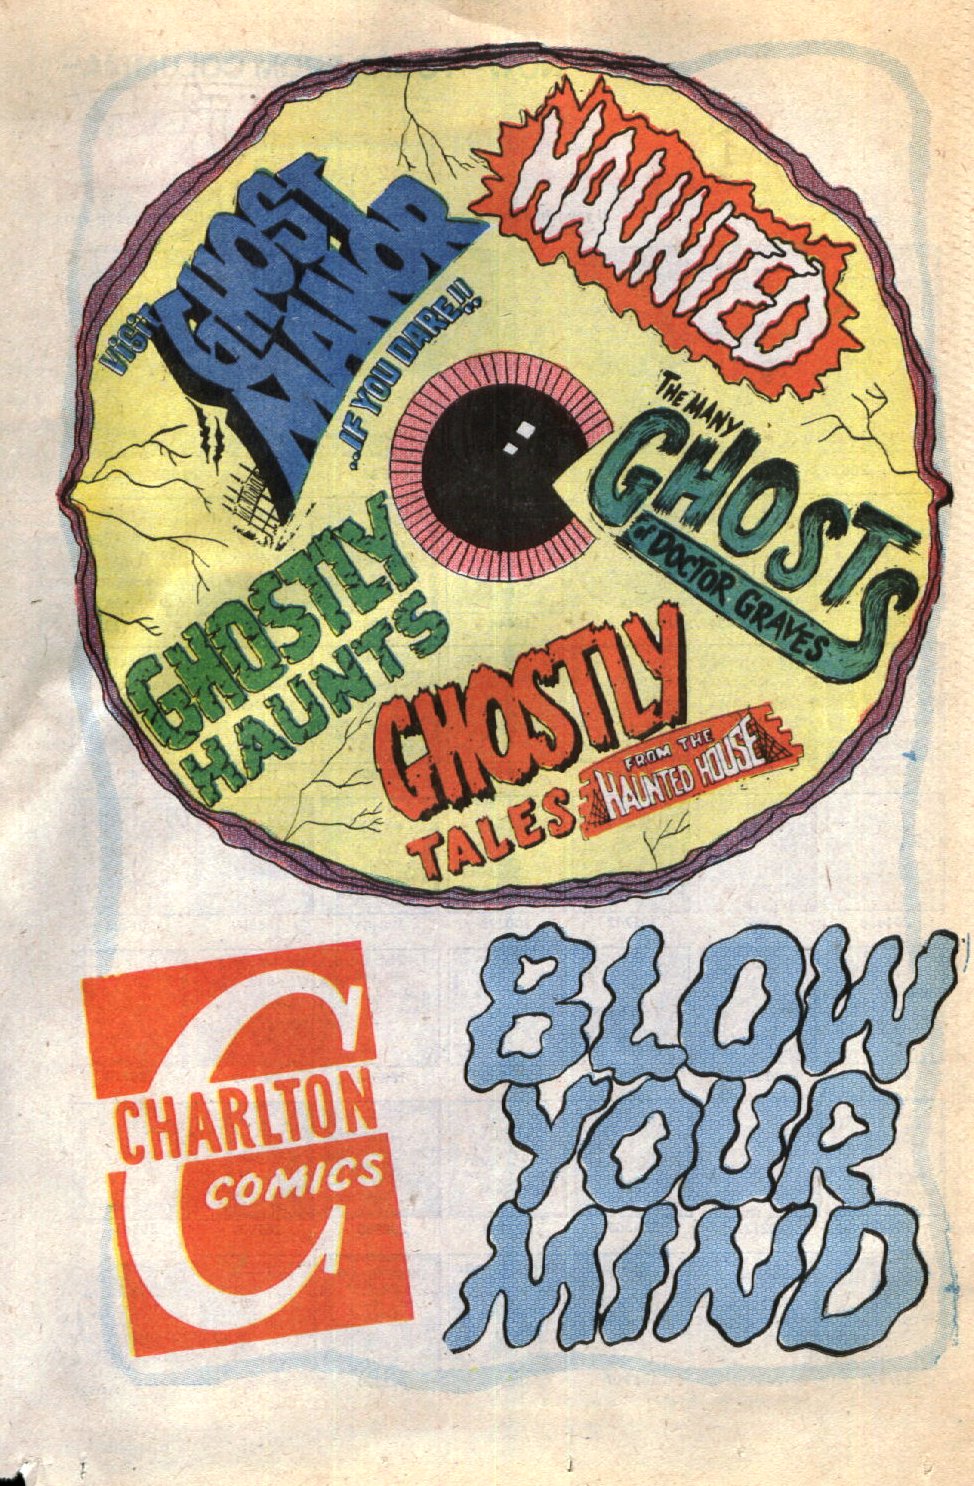 VISIT
GHOST
MANOR
..IF YOU DARE..!!
HAUNTED
THE MANY
GHOSTS
of DOCTOR GRAVES
GHOSTLY
HAUNTS
GHOSTLY
TALES
FROM THE
HAUNTED HOUSE
C
CHARLTON
COMICS
BLOW
YOUR
MIND